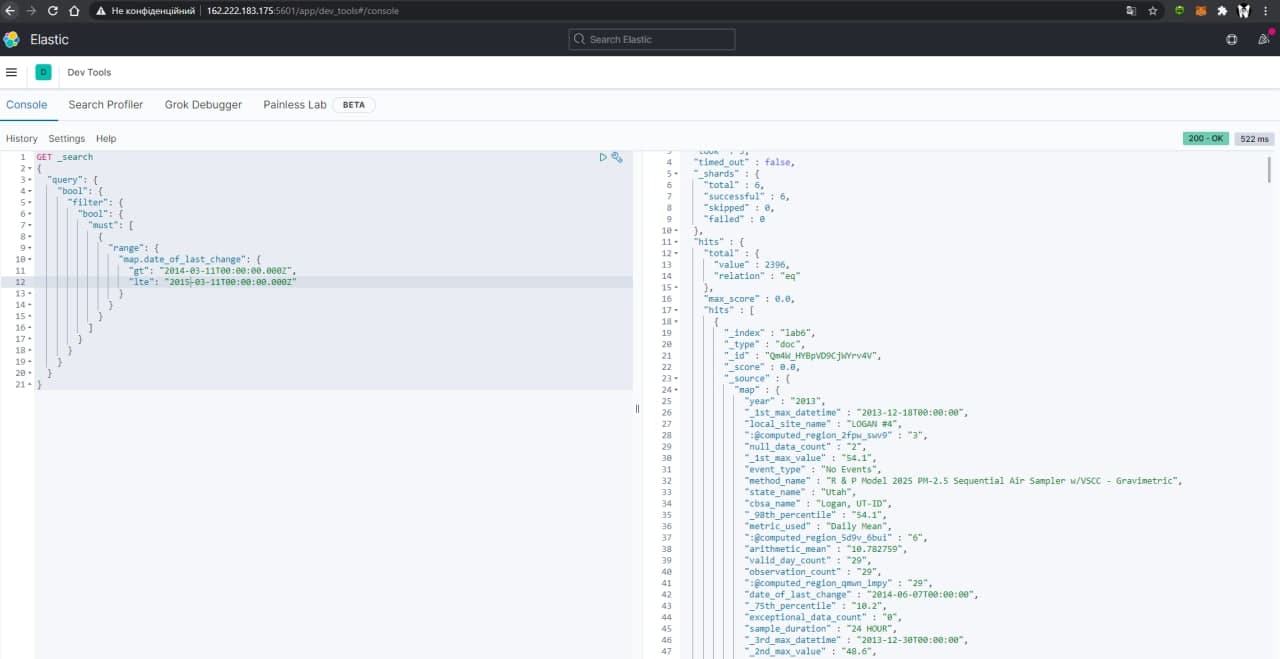 Не конфіденційний | 162.222.183.175:5601/app/dev_tools#/console
Elastic
Search Elastic
D Dev Tools
Console Search Profiler Grok Debugger Painless Lab BETA
History Settings Help
200 - OK 522 ms
1 GET _search
2 {
3 "query": {
4 "bool": {
5 "filter": {
6 "bool": {
7 "must": [
8 {
9 "range": {
10 "map.date_of_last_change": {
11 "gt": "2014-03-11T00:00:00.000Z",
12 "lte": "2015-03-11T00:00:00.000Z"
13 }
14 }
15 }
16 ]
17 }
18 }
19 }
20 }
21 }
3 "took" : 5,
4 "timed_out" : false,
5 "_shards" : {
6 "total" : 6,
7 "successful" : 6,
8 "skipped" : 0,
9 "failed" : 0
10 },
11 "hits" : {
12 "total" : {
13 "value" : 2396,
14 "relation" : "eq"
15 },
16 "max_score" : 0.0,
17 "hits" : [
18 {
19 "_index" : "lab6",
20 "_type" : "doc",
21 "_id" : "Qm4W_HYBpVD9CjWYrv4V",
22 "_score" : 0.0,
23 "_source" : {
24 "map" : {
25 "year" : "2013",
26 "_1st_max_datetime" : "2013-12-18T00:00:00",
27 "local_site_name" : "LOGAN #4",
28 ":@computed_region_2fpw_swv9" : "3",
29 "null_data_count" : "2",
30 "_1st_max_value" : "54.1",
31 "event_type" : "No Events",
32 "method_name" : "R & P Model 2025 PM-2.5 Sequential Air Sampler w/VSCC - Gravimetric",
33 "state_name" : "Utah",
34 "cbsa_name" : "Logan, UT-ID",
35 "_98th_percentile" : "54.1",
36 "metric_used" : "Daily Mean",
37 ":@computed_region_5d9v_6bui" : "6",
38 "arithmetic_mean" : "10.782759",
39 "valid_day_count" : "29",
40 "observation_count" : "29",
41 ":@computed_region_qmwn_impy" : "29",
42 "date_of_last_change" : "2014-06-07T00:00:00",
43 "_75th_percentile" : "10.2",
44 "exceptional_data_count" : "0",
45 "sample_duration" : "24 HOUR",
46 "_3rd_max_datetime" : "2013-12-30T00:00:00",
47 "_2nd_max_value" : "48.6",